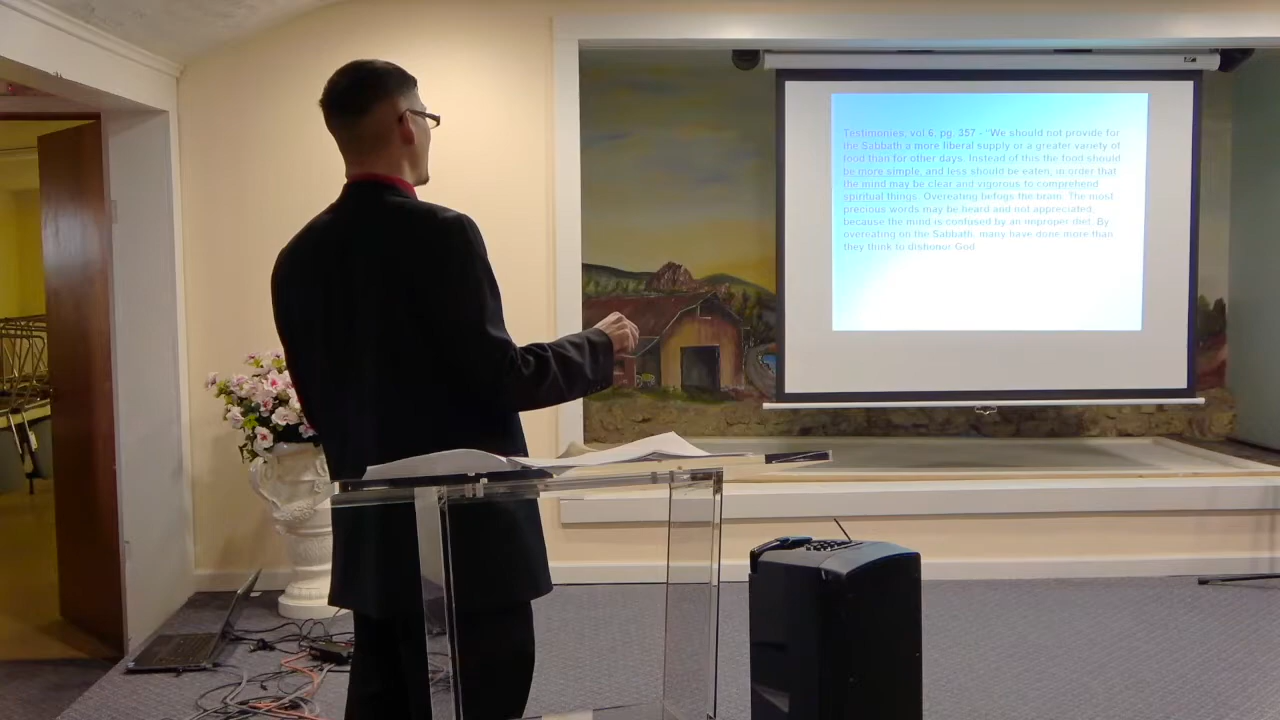 Testimonies, vol 6, pg. 357 - "We should not provide for
the Sabbath a more liberal supply or a greater variety of
food than for other days. Instead of this the food should
be more simple, and less should be eaten, in order that
the mind may be clear and vigorous to comprehend
spiritual things. Overeating befogs the brain. The most
precious words may be heard and not appreciated,
because the mind is confused by an improper diet. By
overeating on the Sabbath, many have done more than
they think to dishonor God